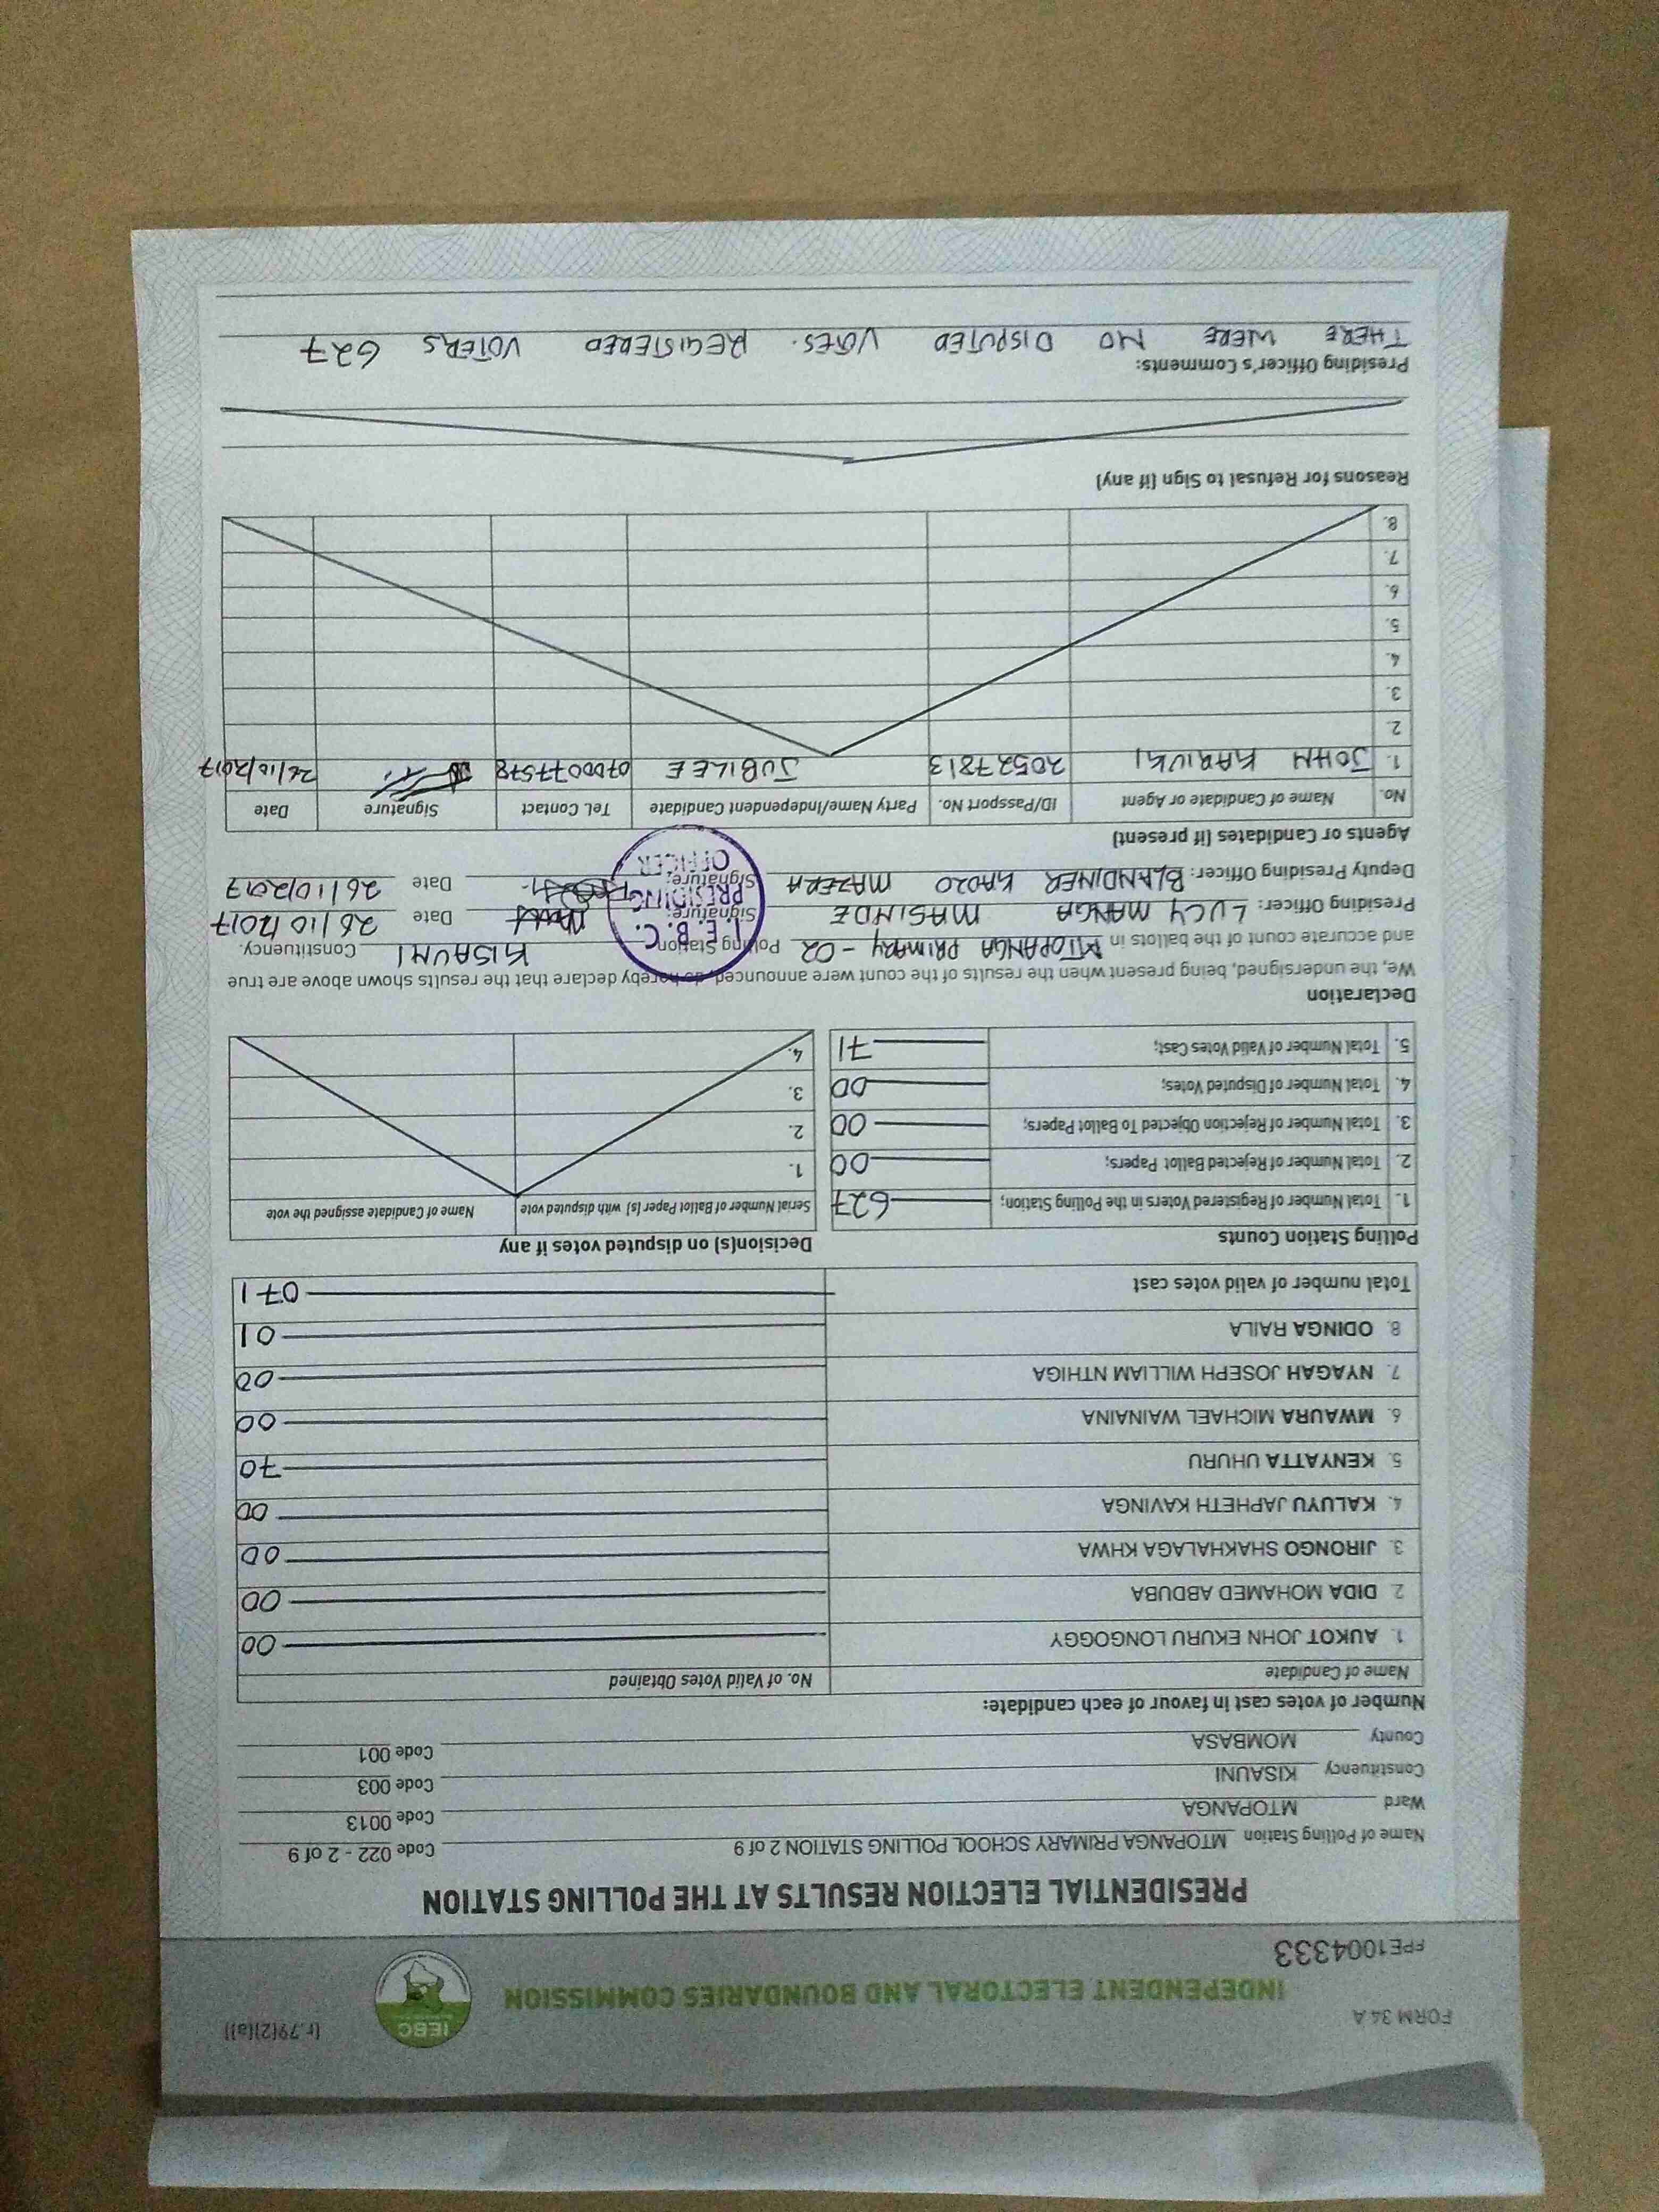 FORM 34 A
(r.79(2)(a))
INDEPENDENT ELECTORAL AND BOUNDARIES COMMISSION
IEBC
FPE1004333
PRESIDENTIAL ELECTION RESULTS AT THE POLLING STATION
Name of Polling Station MTOPANGA PRIMARY SCHOOL POLLING STATION 2 of 9 Code 022 - 2 of 9
Ward MTOPANGA Code 0013
Constituency KISAUNI Code 003
County MOMBASA Code 001
Number of votes cast in favour of each candidate:
Name of Candidate No. of Valid Votes Obtained
1. AUKOT JOHN EKURU LONGOGGY 00
2. DIDA MOHAMED ABDUBA 00
3. JIRONGO SHAKHALAGA KHWA 00
4. KALUYU JAPHETH KAVINGA 00
5. KENYATTA UHURU 70
6. MWAURA MICHAEL WAINAINA 00
7. NYAGAH JOSEPH WILLIAM NTHIGA 00
8. ODINGA RAILA 01
Total number of valid votes cast 071
Polling Station Counts
1. Total Number of Registered Voters in the Polling Station; 627
2. Total Number of Rejected Ballot Papers; 00
3. Total Number of Rejection Objected To Ballot Papers; 00
4. Total Number of Disputed Votes; 00
5. Total Number of Valid Votes Cast; 71
Decision(s) on disputed votes if any
Serial Number of Ballot Paper (s) with disputed vote Name of Candidate assigned the vote
1.
2.
3.
4.
Declaration
We, the undersigned, being present when the results of the count were announced, do hereby declare that the results shown above are true
and accurate count of the ballots in MTOPANGA PRIMARY - 02 Polling Station KISAUNI Constituency.
Presiding Officer: LUCY MANGA MASINDE Signature: Date 26/10/2017
Deputy Presiding Officer: BLANDINER KADZO MAZERA Signature: Date 26/10/2017
I.E.B.C.
PRESIDING
OFFICER
Agents or Candidates (if present)
No. Name of Candidate or Agent ID/Passport No. Party Name/Independent Candidate Tel. Contact Signature Date
1. JOHN KARIUKI 20527813 JUBILEE 0700077578 26/10/2017
2.
3.
4.
5.
6.
7.
8.
Reasons for Refusal to Sign (if any)
Presiding Officer's Comments:
THERE WERE NO DISPUTED VOTES. REGISTERED VOTERS 627